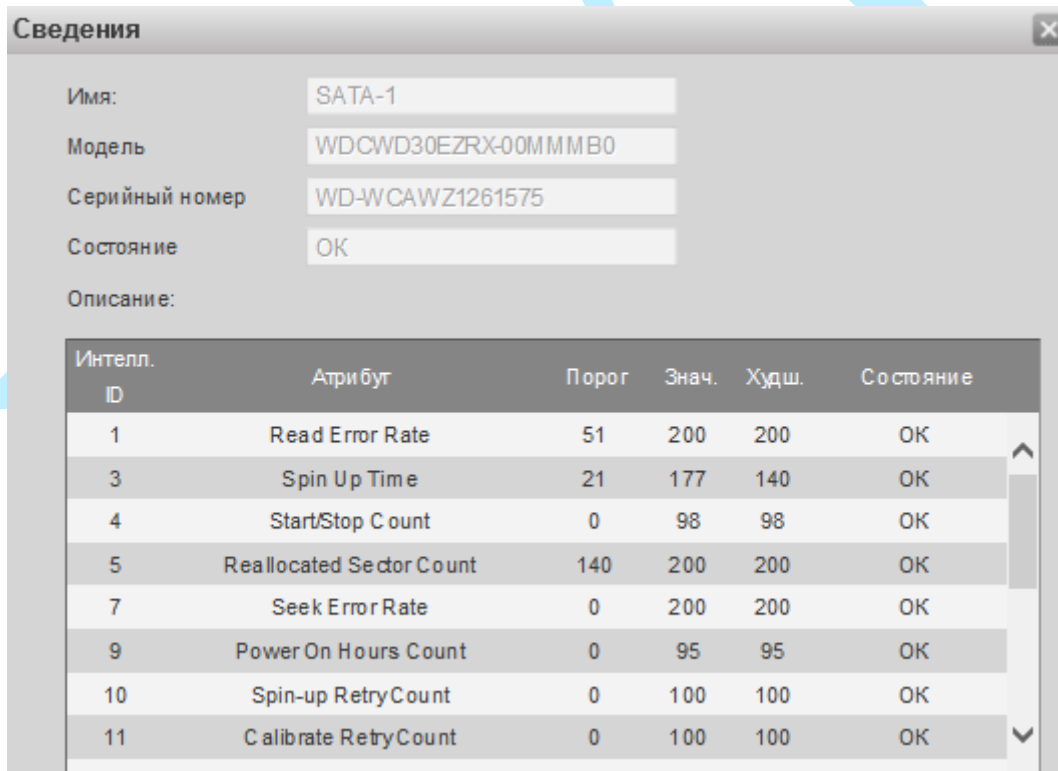 Сведения
Имя: SATA-1
Модель WDCWD30EZRX-00MMMB0
Серийный номер WD-WCAWZ1261575
Состояние OK
Описание:
Интелл. ID Атрибут Порог Знач. Худш. Состояние
1 Read Error Rate 51 200 200 OK
3 Spin Up Time 21 177 140 OK
4 Start/Stop Count 0 98 98 OK
5 Reallocated Sector Count 140 200 200 OK
7 Seek Error Rate 0 200 200 OK
9 Power On Hours Count 0 95 95 OK
10 Spin-up Retry Count 0 100 100 OK
11 Calibrate Retry Count 0 100 100 OK